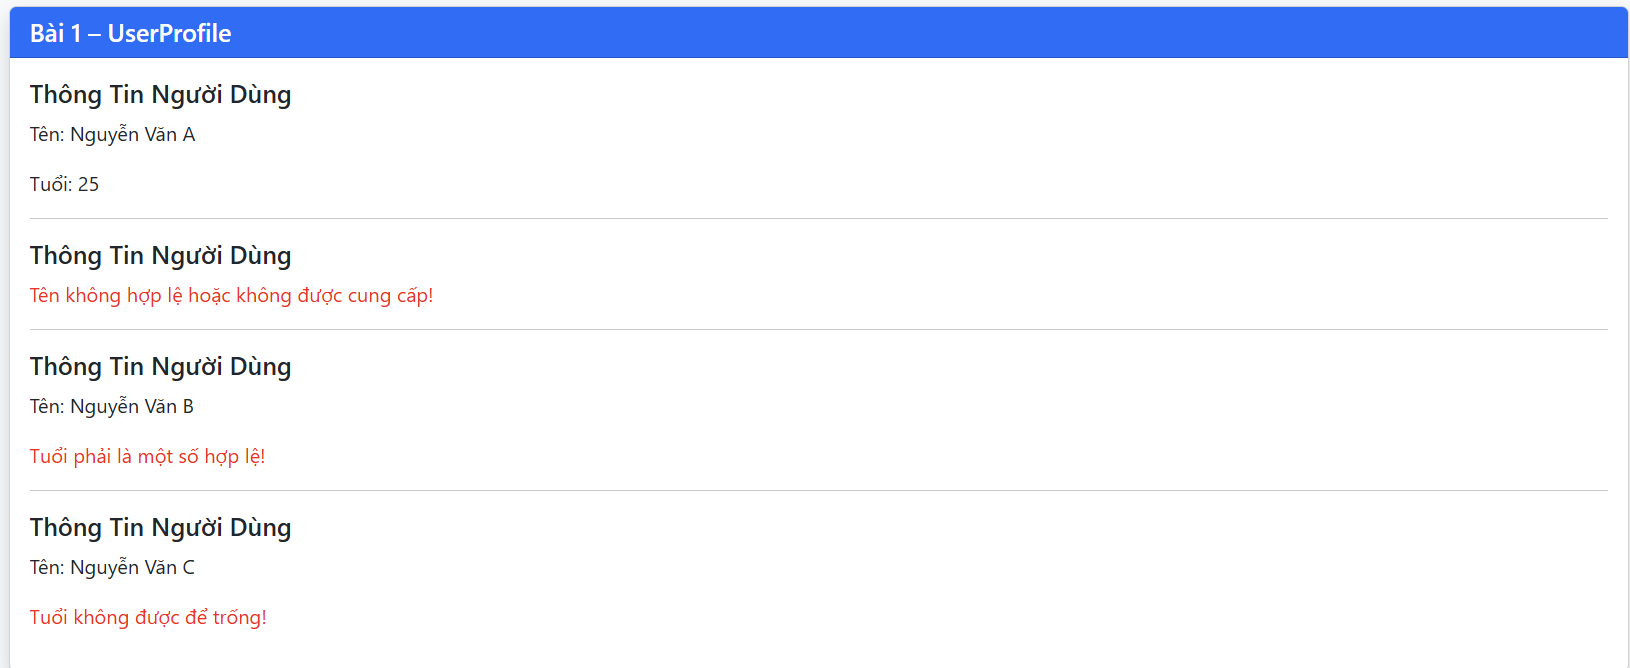 Bài 1 – UserProfile
Thông Tin Người Dùng
Tên: Nguyễn Văn A
Tuổi: 25
Thông Tin Người Dùng
Tên không hợp lệ hoặc không được cung cấp!
Thông Tin Người Dùng
Tên: Nguyễn Văn B
Tuổi phải là một số hợp lệ!
Thông Tin Người Dùng
Tên: Nguyễn Văn C
Tuổi không được để trống!